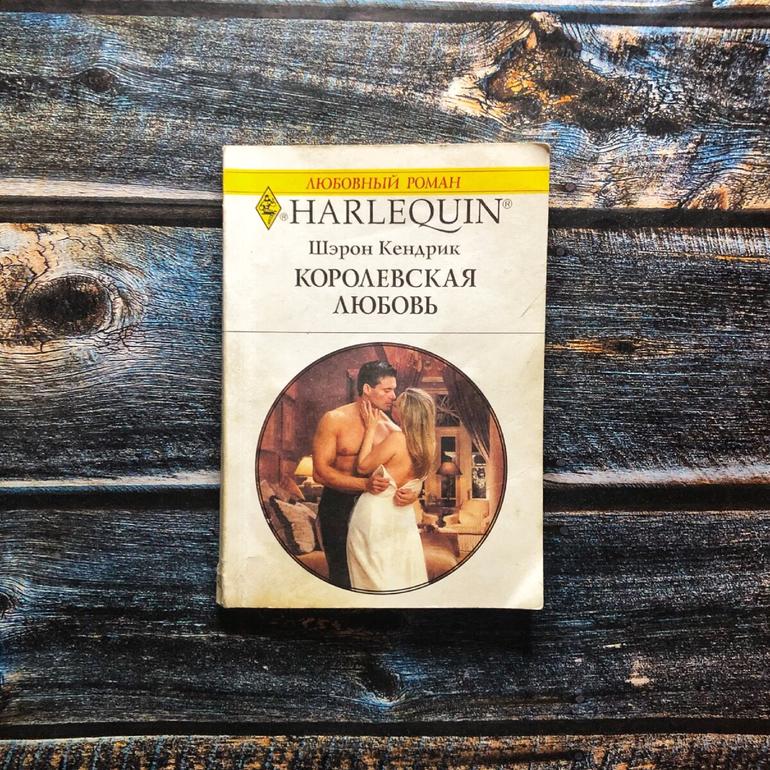 ЛЮБОВНЫЙ РОМАН
® HARLEQUIN®
Шэрон Кендрик
КОРОЛЕВСКАЯ
ЛЮБОВЬ